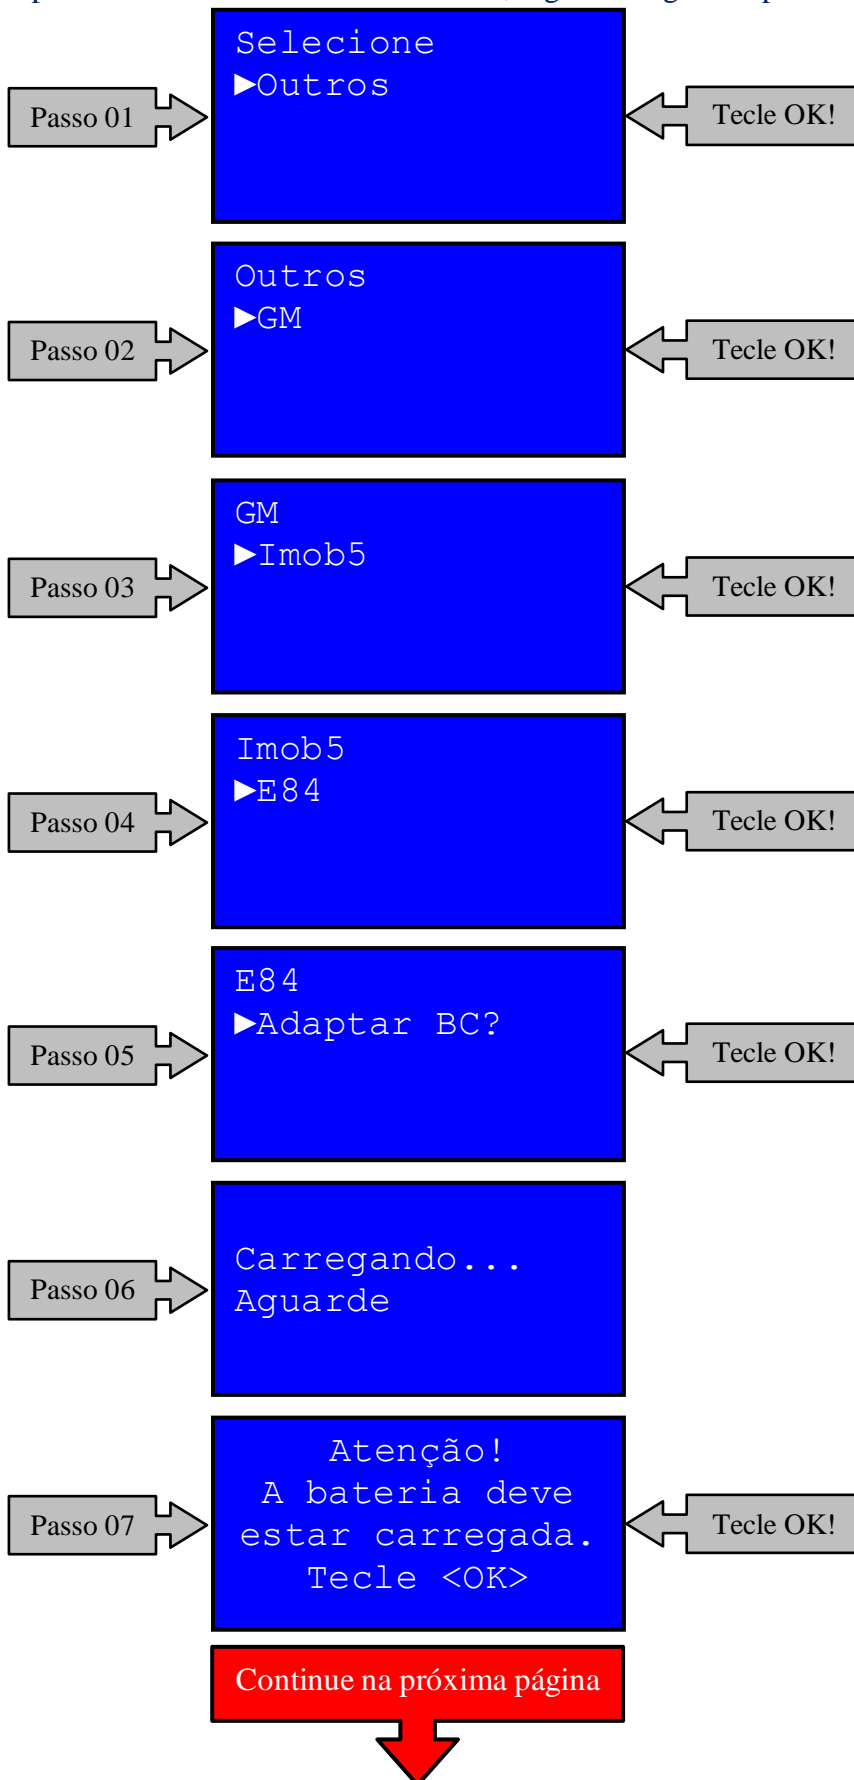 Selecione
►Outros
Passo 01
Tecle OK!
Outros
►GM
Passo 02
Tecle OK!
GM
►Imob5
Passo 03
Tecle OK!
Imob5
►E84
Passo 04
Tecle OK!
E84
►Adaptar BC?
Passo 05
Tecle OK!
Carregando...
Aguarde
Passo 06
Atenção!
A bateria deve
estar carregada.
Tecle <OK>
Passo 07
Tecle OK!
Continue na próxima página